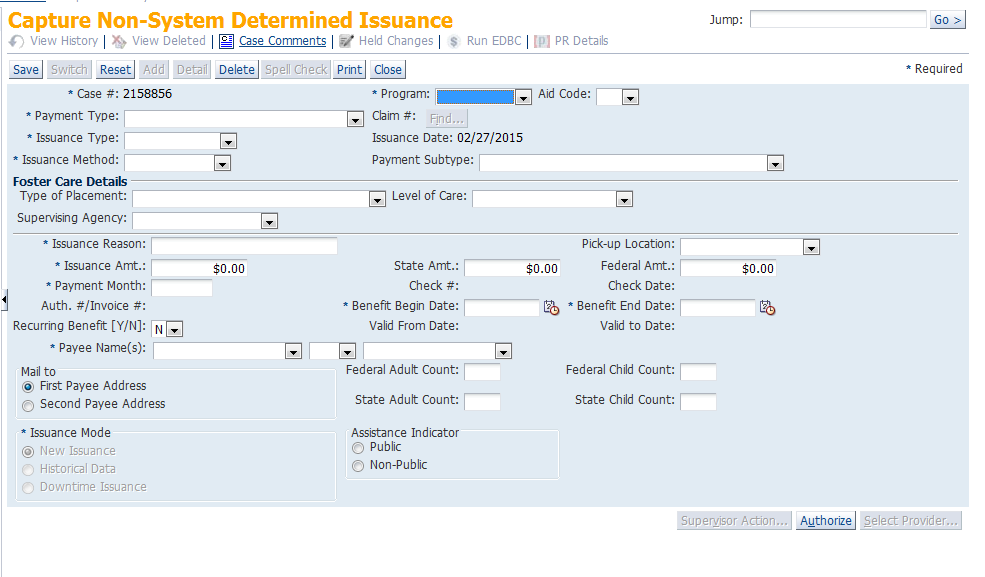 Capture Non-System Determined Issuance Jump: Go >
View History | View Deleted | Case Comments | Held Changes | $ Run EDBC | [p] PR Details
Save Switch Reset Add Detail Delete Spell Check Print Close * Required
* Case #: 2158856 * Program: Aid Code:
* Payment Type: Claim #: Find...
* Issuance Type: Issuance Date: 02/27/2015
* Issuance Method: Payment Subtype:
Foster Care Details
Type of Placement: Level of Care:
Supervising Agency:
* Issuance Reason: Pick-up Location:
* Issuance Amt.: $0.00 State Amt.: $0.00 Federal Amt.: $0.00
* Payment Month: Check #: Check Date:
Auth. #/Invoice #: * Benefit Begin Date: * Benefit End Date:
Recurring Benefit [Y/N]: N Valid From Date: Valid to Date:
* Payee Name(s):
Mail to Federal Adult Count: Federal Child Count:
First Payee Address
Second Payee Address State Adult Count: State Child Count:
* Issuance Mode Assistance Indicator
New Issuance Public
Historical Data Non-Public
Downtime Issuance
Supervisor Action... Authorize Select Provider...